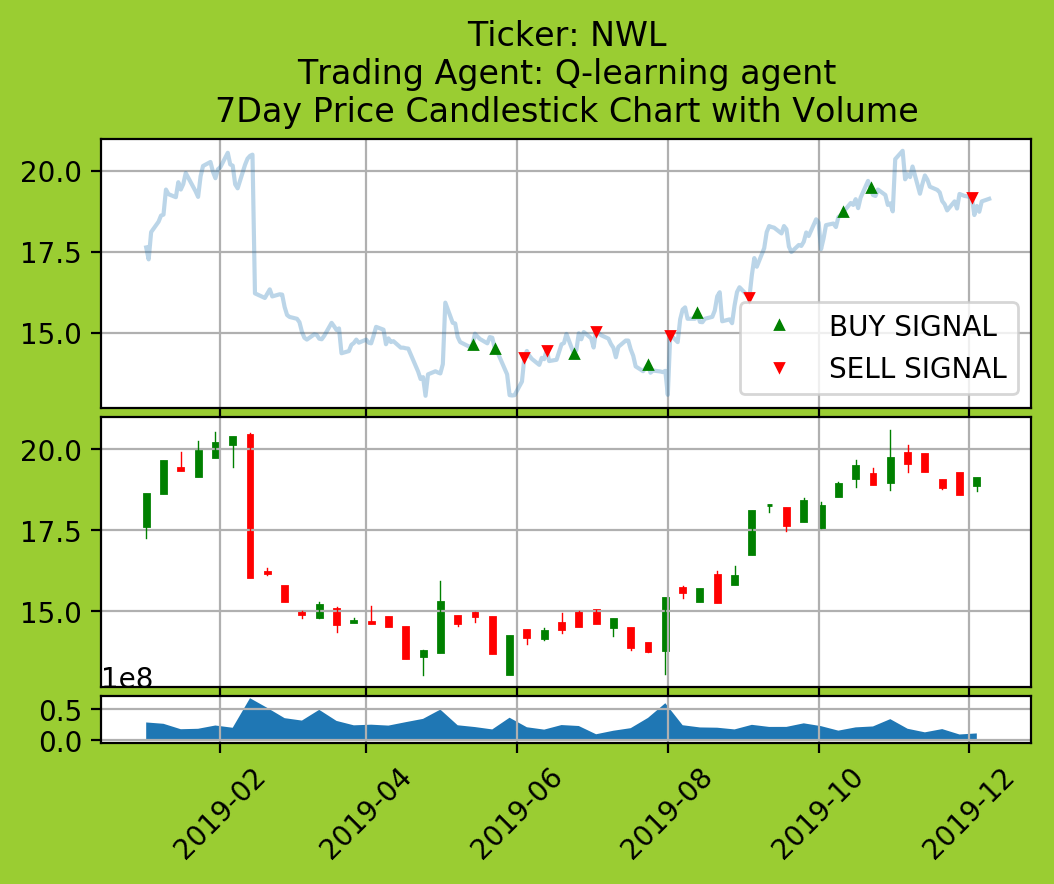 Ticker: NWL
Trading Agent: Q-learning agent
7Day Price Candlestick Chart with Volume
20.0
17.5
15.0
BUY SIGNAL
SELL SIGNAL
20.0
17.5
15.0
1e8
0.5
0.0
2019-02
2019-04
2019-06
2019-08
2019-10
2019-12